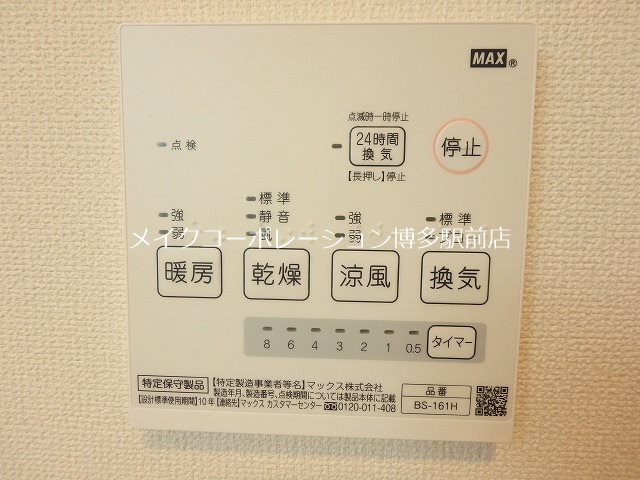 MAX®
点滅時一時停止
点検
24時間
換気
停止
【長押し】停止
強
弱
標準
静音
風
強
弱
標準
メイクコーポレーション博多駅前店
暖房
乾燥
涼風
換気
8 6 4 3 2 1 0.5
タイマー
特定保守製品 【特定製造事業者等名】マックス株式会社
製造年月、製造番号、点検期間については製品本体に記載
【設計標準使用期間】10年【連絡先】マックス カスタマーセンター 0120-011-408
品番
BS-161H